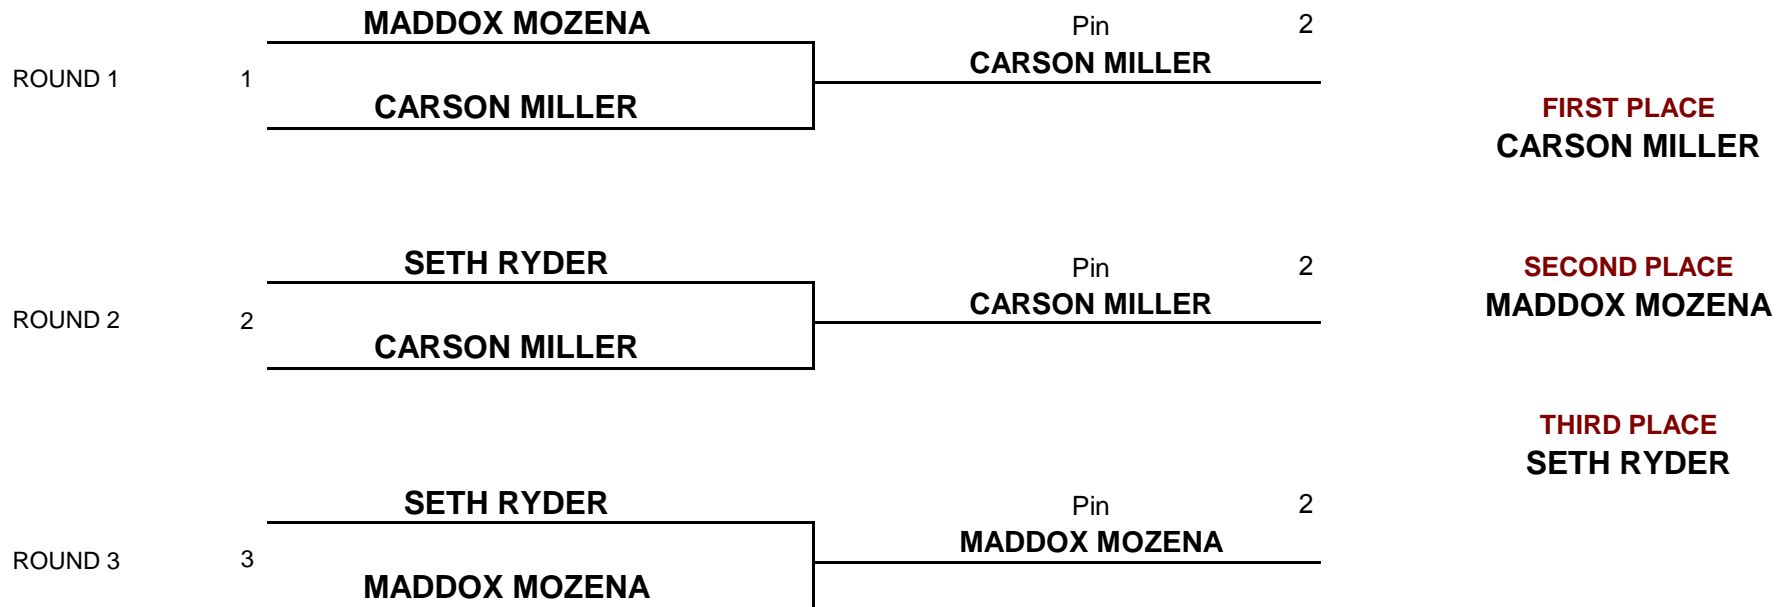 MADDOX MOZENA
Pin 2
CARSON MILLER
ROUND 1 1
CARSON MILLER
FIRST PLACE
CARSON MILLER
SETH RYDER
Pin 2
SECOND PLACE
CARSON MILLER
MADDOX MOZENA
ROUND 2 2
CARSON MILLER
THIRD PLACE
SETH RYDER
SETH RYDER
Pin 2
MADDOX MOZENA
ROUND 3 3
MADDOX MOZENA